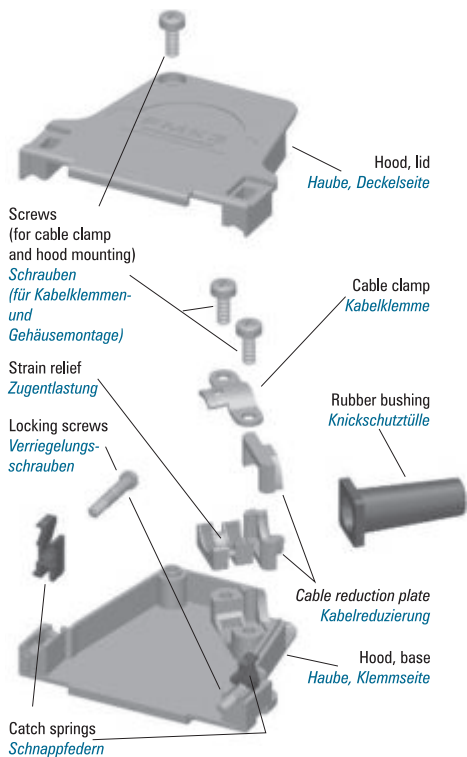 Hood, lid
Haube, Deckelseite
Screws
(for cable clamp
and hood mounting)
Schrauben
(für Kabelklemmen-
und
Gehäusemontage)
Cable clamp
Kabelklemme
Strain relief
Zugentlastung
Rubber bushing
Knickschutztülle
Locking screws
Verriegelungs-
schrauben
Cable reduction plate
Kabelreduzierung
Hood, base
Haube, Klemmseite
Catch springs
Schnappfedern